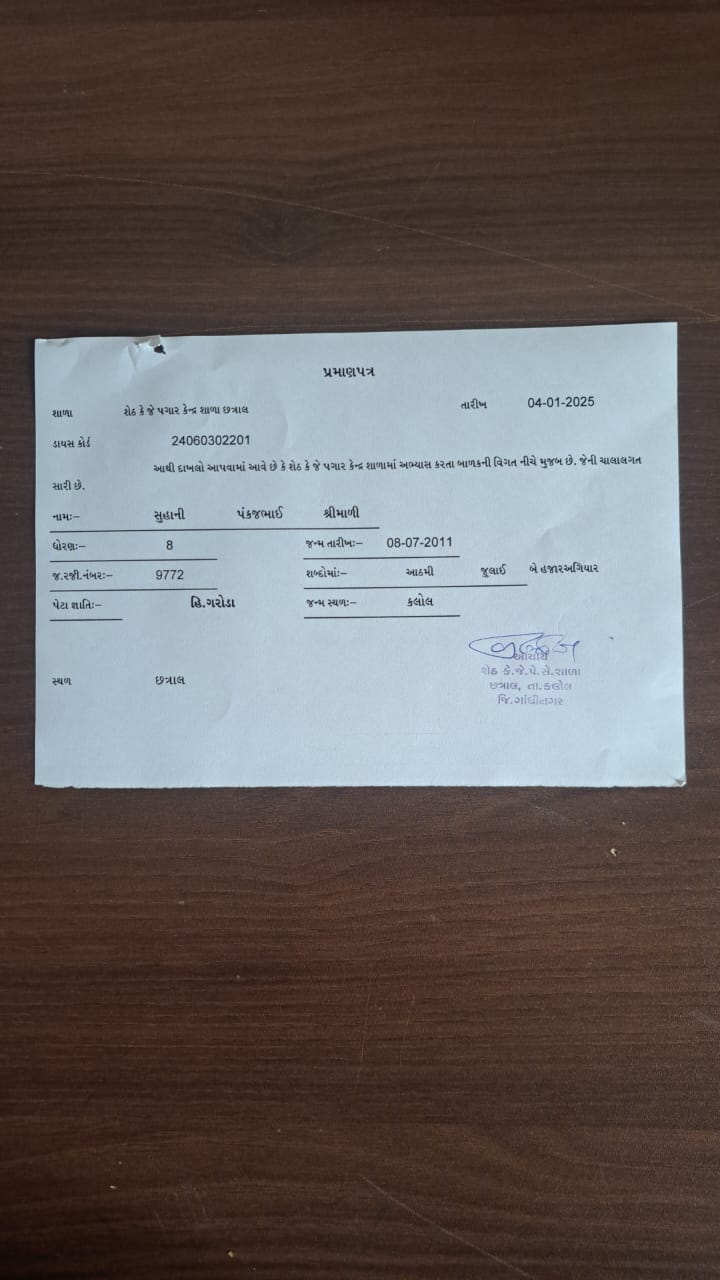 પ્રમાણપત્ર
શાળા શેઠ કે જે પગાર કેન્દ્ર શાળા છત્રાલ તારીખ 04-01-2025
ડાયસ કોર્ડ 24060302201
આથી દાખલો આપવામાં આવે છે કે શેઠ કે જે પગાર કેન્દ્ર શાળામાં અભ્યાસ કરતા બાળકની વિગત નીચે મુજબ છે. જેની ચાલાલગત
સારી છે.
નામઃ- સુહાની પંકજભાઈ શ્રીમાળી
ધોરણઃ- 8 જન્મ તારીખઃ- 08-07-2011
જ.રજી.નંબરઃ- 9772 શબ્દોમાંઃ- આઠમી જુલાઈ બે હજારઅગિયાર
પેટા જ્ઞાતિઃ- હિ.ગરોડા જન્મ સ્થળઃ- કલોલ
આચાર્ય
શેઠ કે.જે.પે.સે.શાળા
સ્થળ છત્રાલ
છત્રાલ, તા.કલોલ
જિ.ગાંધીનગર